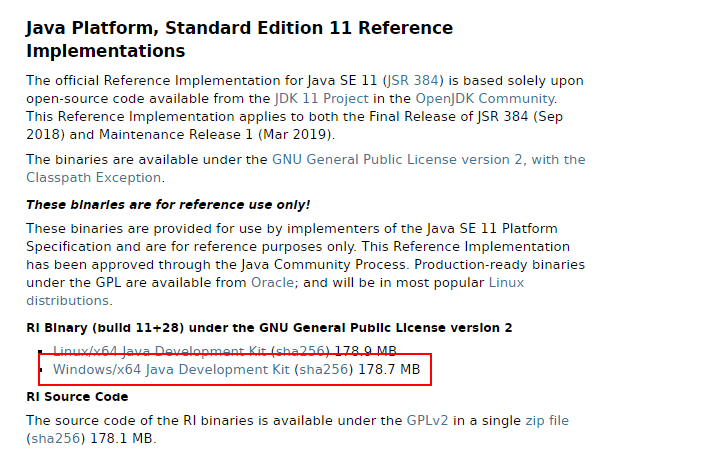 Java Platform, Standard Edition 11 Reference
Implementations
The official Reference Implementation for Java SE 11 (JSR 384) is based solely upon
open-source code available from the JDK 11 Project in the OpenJDK Community.
This Reference Implementation applies to both the Final Release of JSR 384 (Sep
2018) and Maintenance Release 1 (Mar 2019).
The binaries are available under the GNU General Public License version 2, with the
Classpath Exception.
These binaries are for reference use only!
These binaries are provided for use by implementers of the Java SE 11 Platform
Specification and are for reference purposes only. This Reference Implementation
has been approved through the Java Community Process. Production-ready binaries
under the GPL are available from Oracle; and will be in most popular Linux
distributions.
RI Binary (build 11+28) under the GNU General Public License version 2
Linux/x64 Java Development Kit (sha256) 178.9 MB
Windows/x64 Java Development Kit (sha256) 178.7 MB
RI Source Code
The source code of the RI binaries is available under the GPLv2 in a single zip file
(sha256) 178.1 MB.